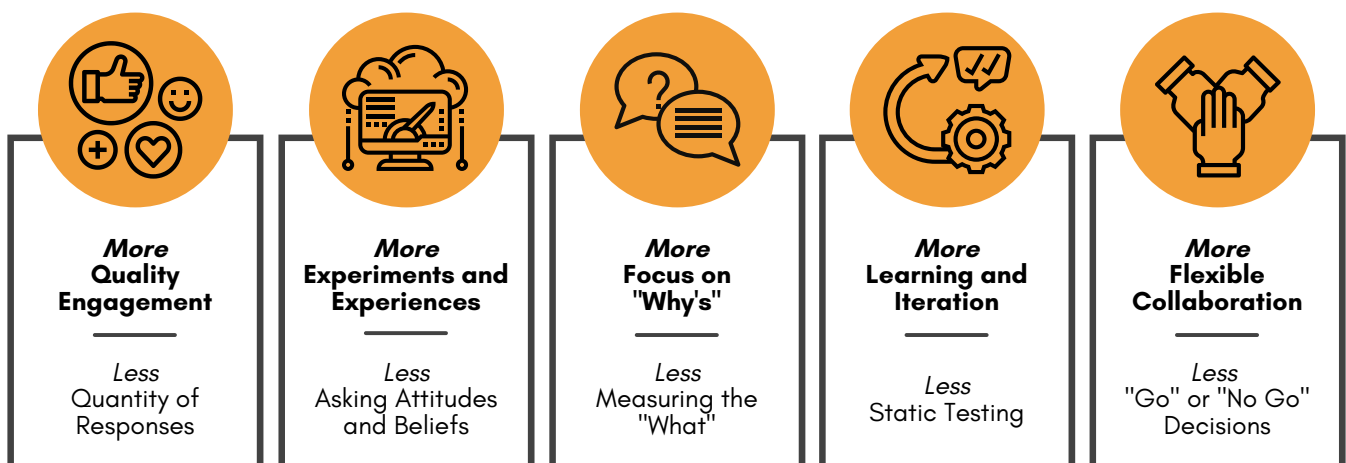 More
Quality
Engagement
Less
Quantity of
Responses
More
Experiments and
Experiences
Less
Asking Attitudes
and Beliefs
More
Focus on
"Why's"
Less
Measuring the
"What"
More
Learning and
Iteration
Less
Static Testing
More
Flexible
Collaboration
Less
"Go" or "No Go"
Decisions